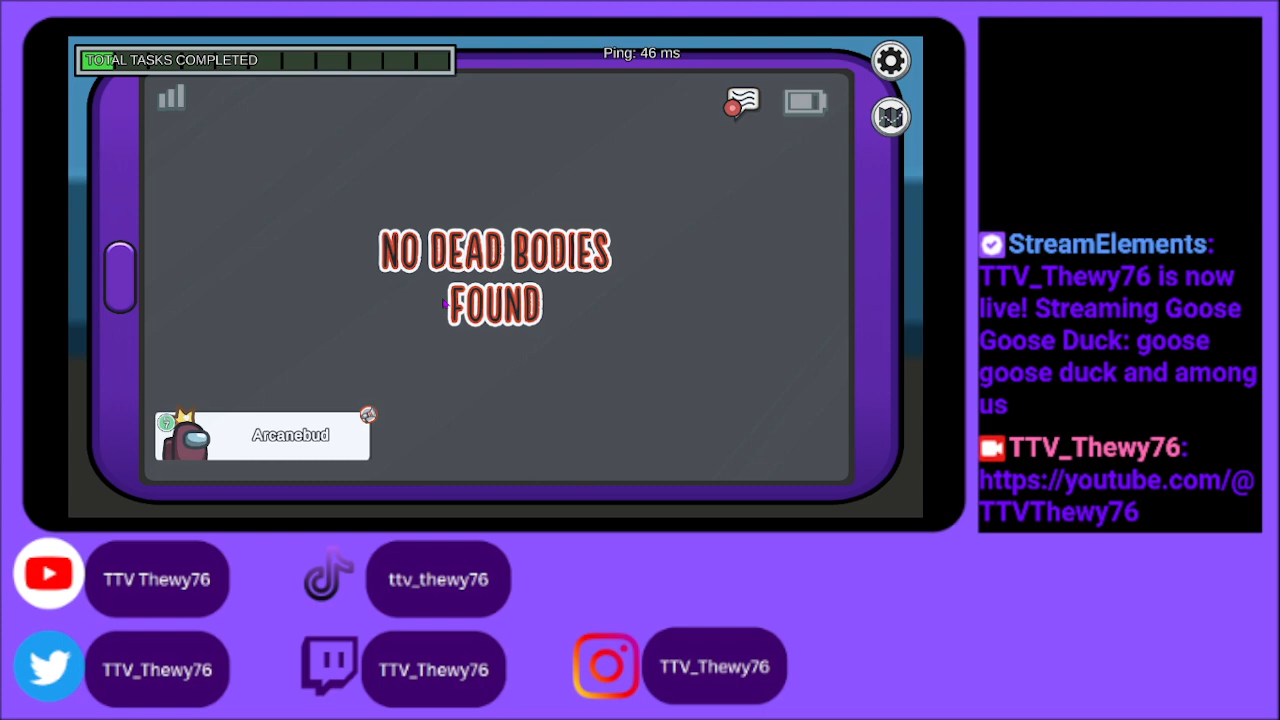 TOTAL TASKS COMPLETED
Ping: 46 ms
NO DEAD BODIES
FOUND
7
Arcanebud
StreamElements:
TTV_Thewy76 is now
live! Streaming Goose
Goose Duck: goose
goose duck and among
us
TTV_Thewy76:
https://youtube.com/@
TTVThewy76
TTV Thewy76
ttv_thewy76
TTV_Thewy76
TTV_Thewy76
TTV_Thewy76